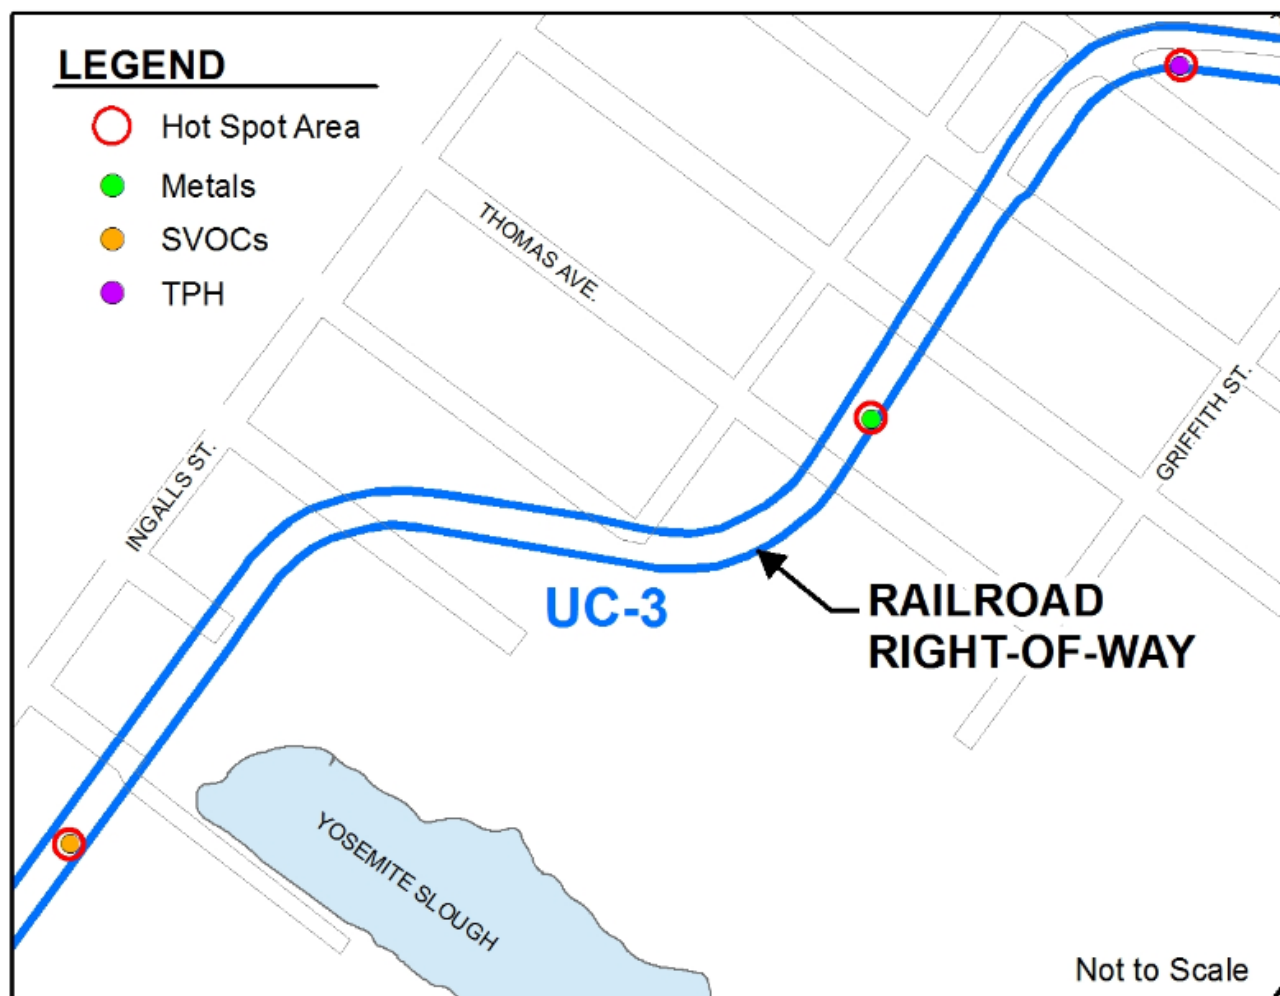 LEGEND
Hot Spot Area
Metals
SVOCs
TPH
THOMAS AVE.
INGALLS ST.
GRIFFITH ST.
UC-3
RAILROAD
RIGHT-OF-WAY
YOSEMITE SLOUGH
Not to Scale